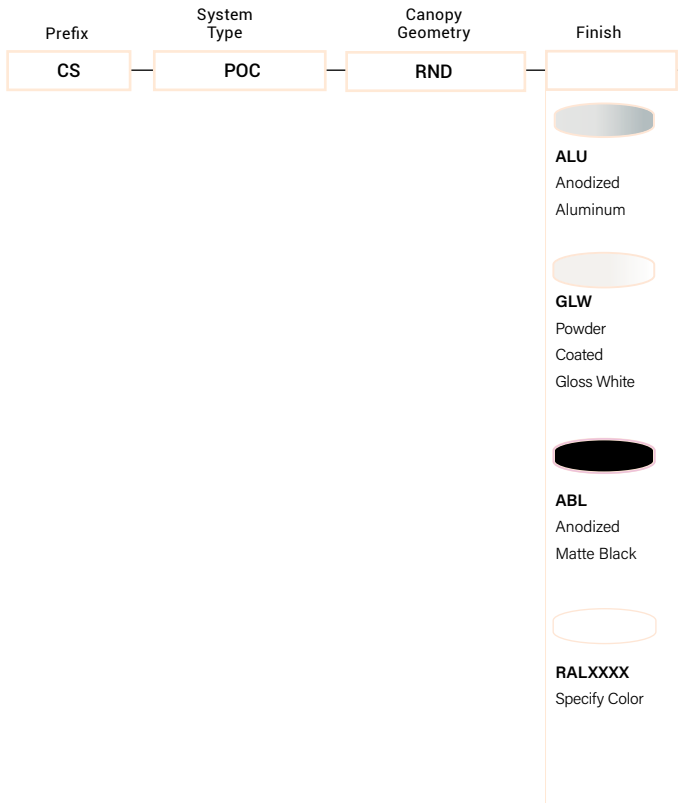 Prefix
System
Type
Canopy
Geometry
Finish
CS
POC
RND
ALU
Anodized
Aluminum
GLW
Powder
Coated
Gloss White
ABL
Anodized
Matte Black
RALXXXX
Specify Color